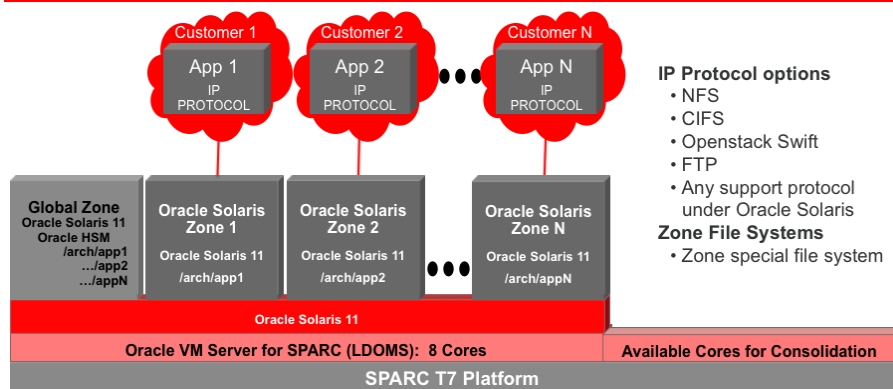 Customer 1
App 1
IP
PROTOCOL
Customer 2
App 2
IP
PROTOCOL
Customer N
App N
IP
PROTOCOL
Global Zone
Oracle Solaris 11
Oracle HSM
/arch/app1
.../app2
.../appN
Oracle Solaris
Zone 1
Oracle Solaris 11
/arch/app1
Oracle Solaris
Zone 2
Oracle Solaris 11
/arch/app2
Oracle Solaris
Zone N
Oracle Solaris 11
/arch/appN
IP Protocol options
• NFS
• CIFS
• Openstack Swift
• FTP
• Any support protocol
under Oracle Solaris
Zone File Systems
• Zone special file system
Oracle Solaris 11
Oracle VM Server for SPARC (LDOMS): 8 Cores
Available Cores for Consolidation
SPARC T7 Platform